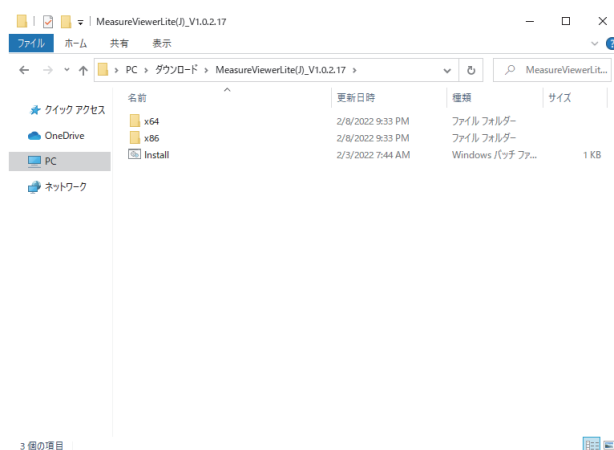 MeasureViewerLite(J)_V1.0.2.17
ファイル ホーム 共有 表示
PC › ダウンロード › MeasureViewerLite(J)_V1.0.2.17 › MeasureViewerLit...
名前 更新日時 種類 サイズ
クイック アクセス
OneDrive
PC
ネットワーク
x64 2/8/2022 9:33 PM ファイル フォルダー
x86 2/8/2022 9:33 PM ファイル フォルダー
Install 2/3/2022 7:44 AM Windows バッチ ファ... 1 KB
3 個の項目